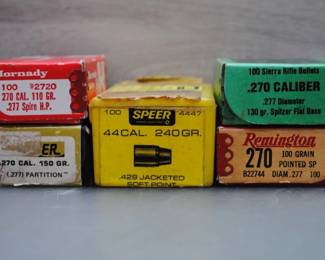 Hornady
100 #2720
270 CAL. 110 GR.
.277 Spire H.P.
ER
.270 CAL. 150 GR.
(.277) PARTITION
SPEER
100 4447
44 CAL. 240 GR.
.429 JACKETED
SOFT POINT
100 Sierra Rifle Bullets
.270 CALIBER
.277 Diameter
130 gr. Spitzer Flat Base
Remington
270 100 GRAIN
POINTED SP
B22744 DIAM .277 100